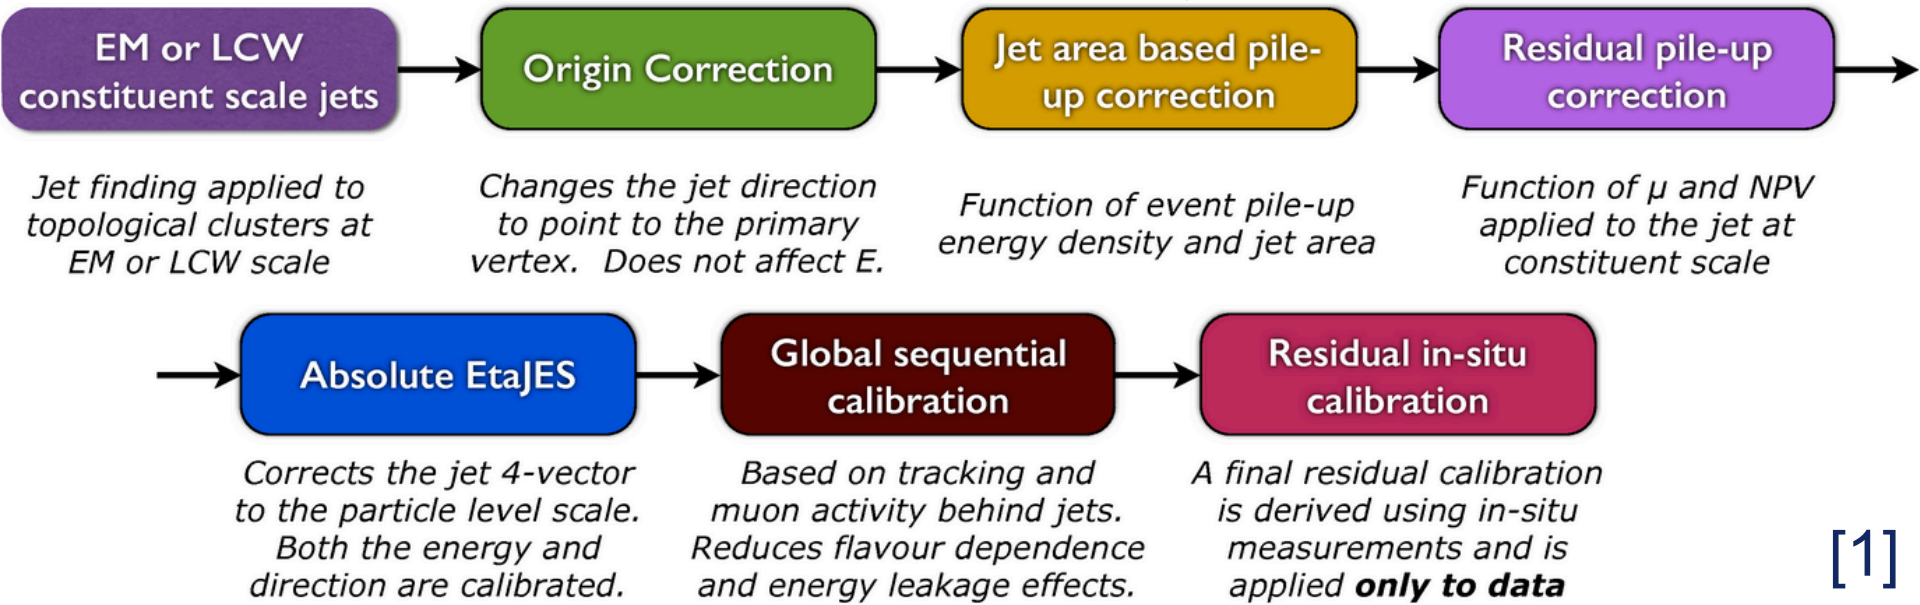 EM or LCW
constituent scale jets
Origin Correction
Jet area based pile-
up correction
Residual pile-up
correction
Jet finding applied to
topological clusters at
EM or LCW scale
Changes the jet direction
to point to the primary
vertex. Does not affect E.
Function of event pile-up
energy density and jet area
Function of μ and NPV
applied to the jet at
constituent scale
Absolute EtaJES
Global sequential
calibration
Residual in-situ
calibration
Corrects the jet 4-vector
to the particle level scale.
Both the energy and
direction are calibrated.
Based on tracking and
muon activity behind jets.
Reduces flavour dependence
and energy leakage effects.
A final residual calibration
is derived using in-situ
measurements and is
applied only to data
[1]